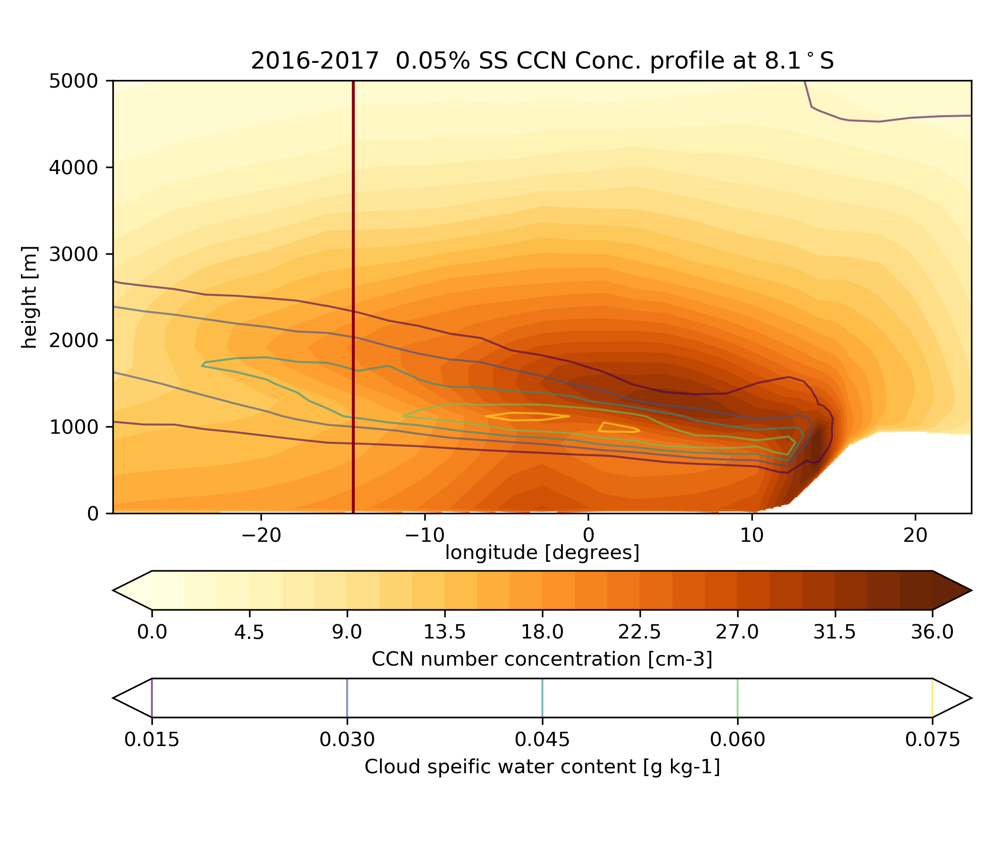 2016-2017  0.05% SS CCN Conc. profile at 8.1°S
5000
4000
3000
2000
1000
0
height [m]
−20 −10 0 10 20
longitude [degrees]
0.0 4.5 9.0 13.5 18.0 22.5 27.0 31.5 36.0
CCN number concentration [cm-3]
0.015 0.030 0.045 0.060 0.075
Cloud speific water content [g kg-1]